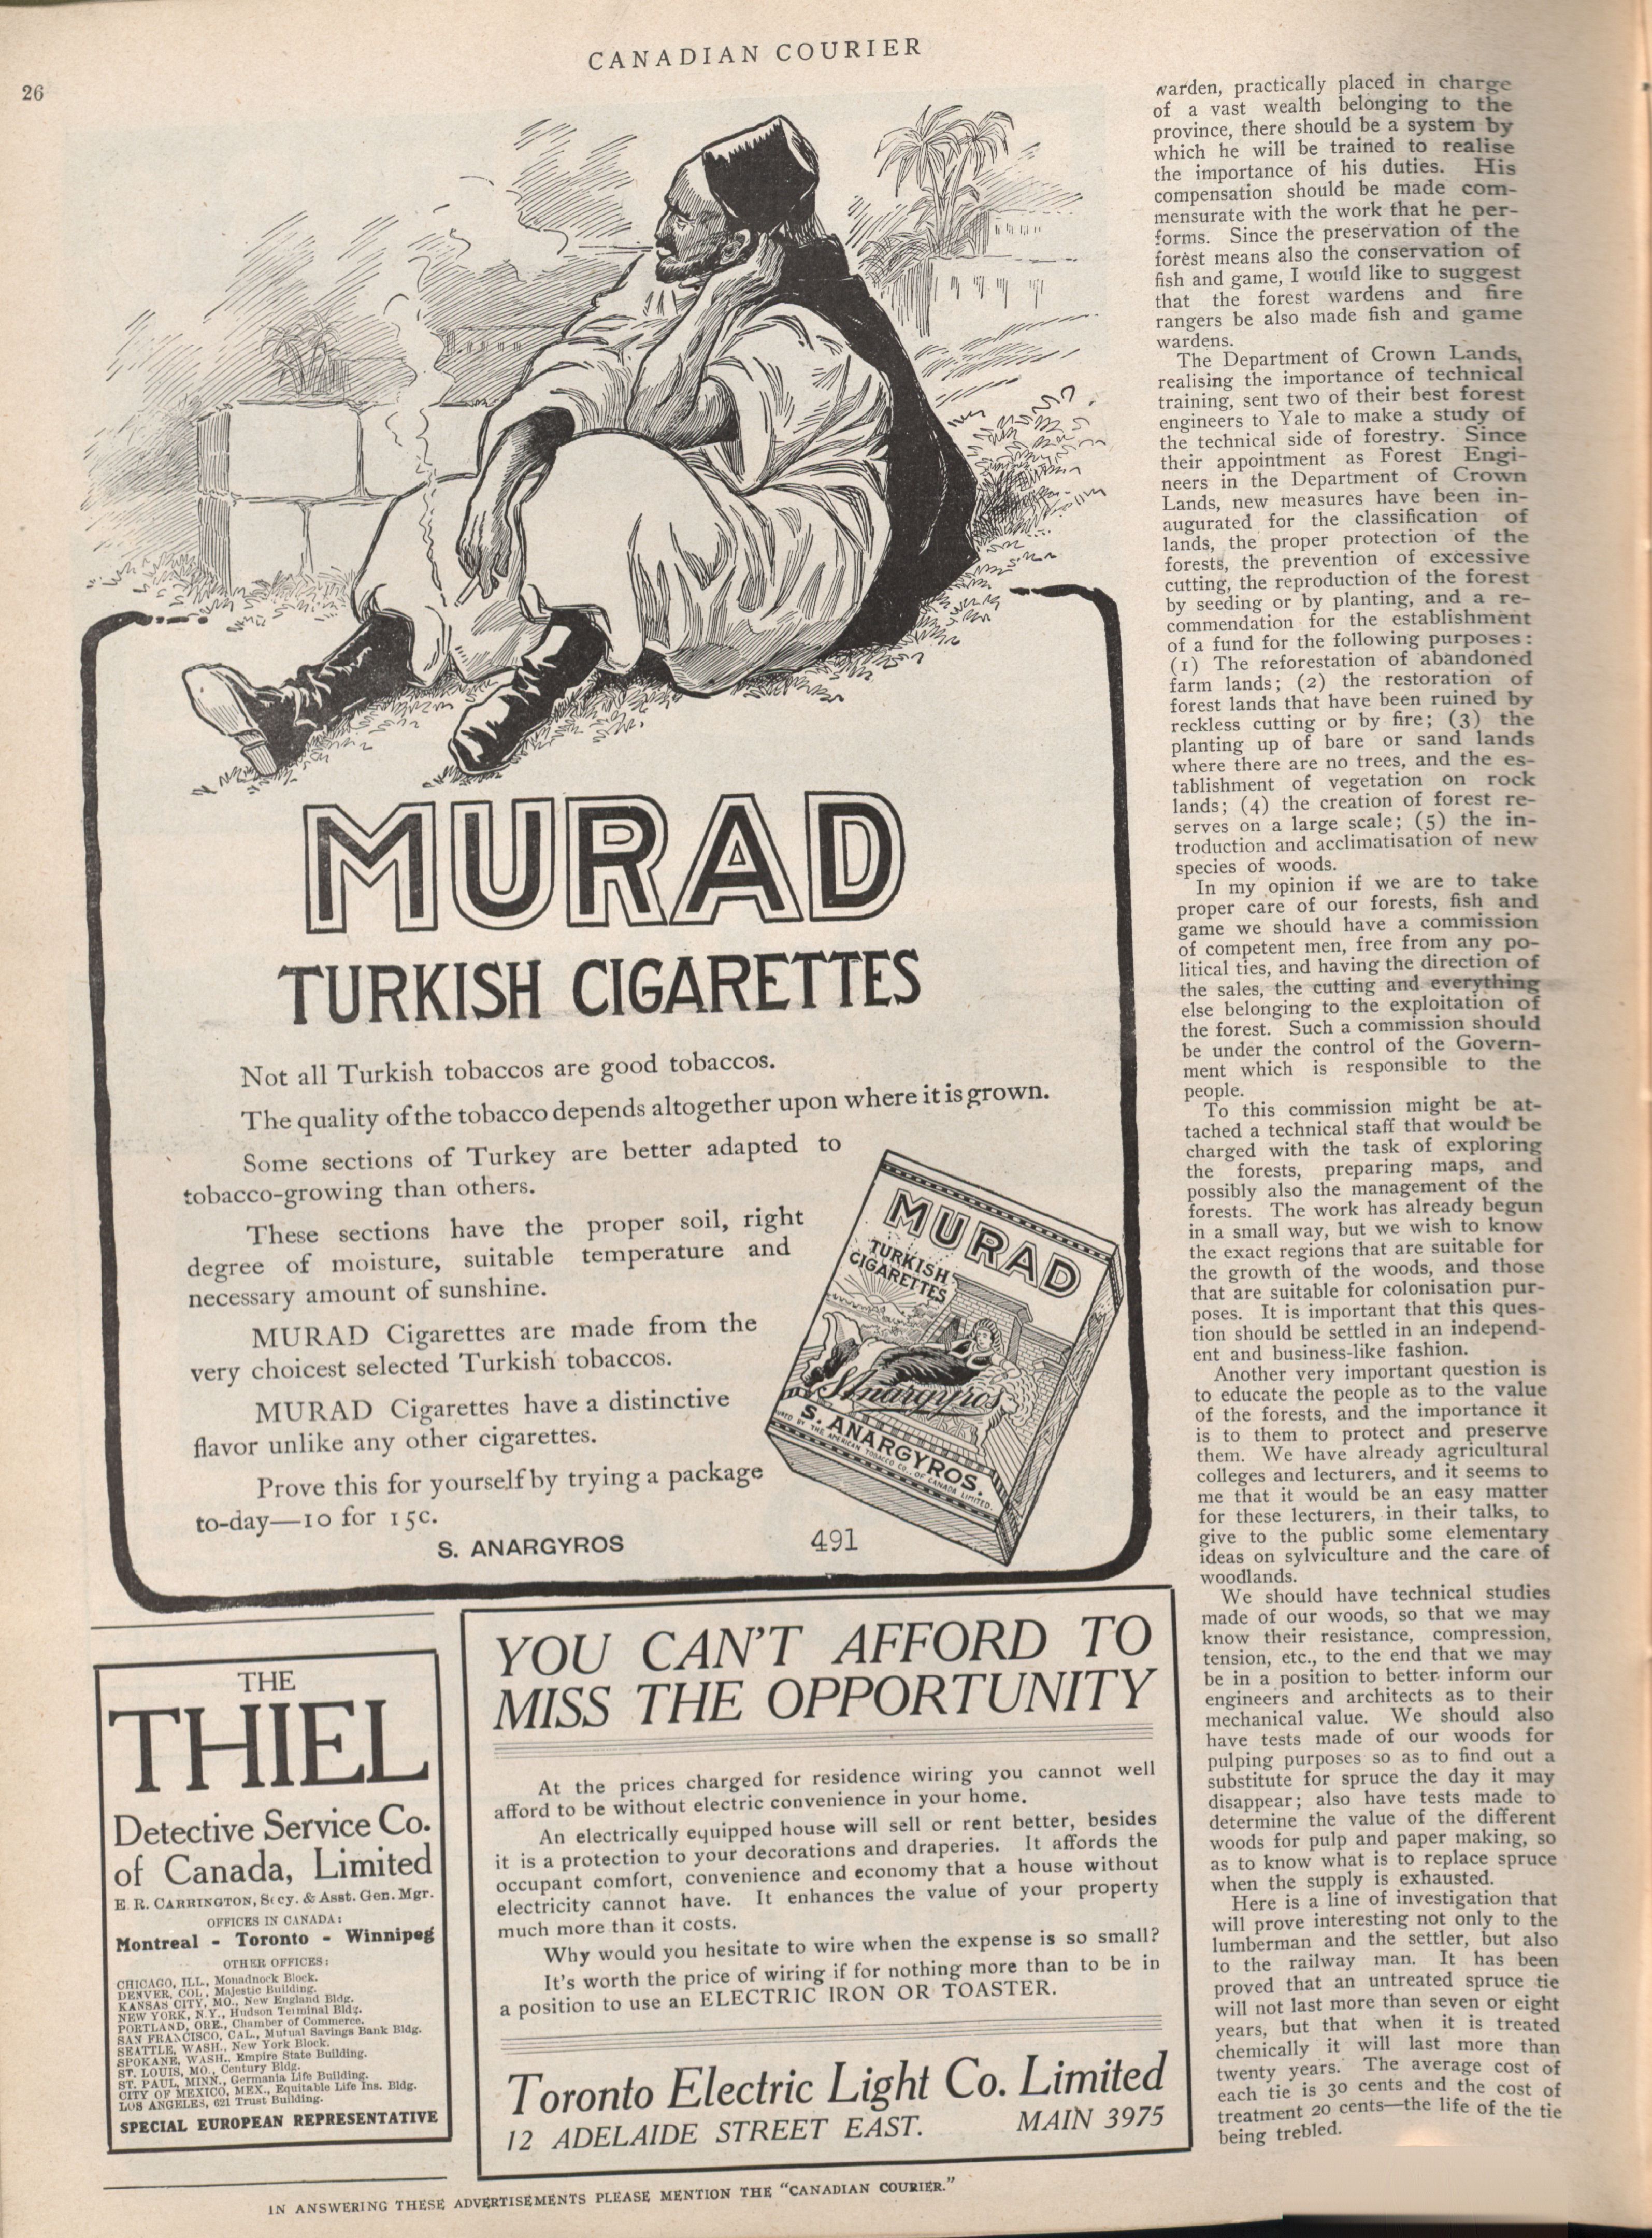 CANADIAN COURIER
26
MURAD
TURKISH CIGARETTES
Not all Turkish tobaccos are good tobaccos.
The quality of the tobacco depends altogether upon where it is grown.
Some sections of Turkey are better adapted to
tobacco-growing than others.
These sections have the proper soil, right
degree of moisture, suitable temperature and
necessary amount of sunshine.
MURAD Cigarettes are made from the
very choicest selected Turkish tobaccos.
MURAD Cigarettes have a distinctive
flavor unlike any other cigarettes.
Prove this for yourself by trying a package
to-day—10 for 15c.
S. ANARGYROS
491
MURAD
TURKISH
CIGARETTES
S. Anargyros
S. ANARGYROS.
BY THE AMERICAN TOBACCO CO. OF CANADA LIMITED.
THE
THIEL
Detective Service Co.
of Canada, Limited
E. R. CARRINGTON, Secy. & Asst. Gen. Mgr.
OFFICES IN CANADA:
Montreal - Toronto - Winnipeg
OTHER OFFICES:
CHICAGO, ILL., Monadnock Block.
DENVER, COL., Majestic Building.
KANSAS CITY, MO., New England Bldg.
NEW YORK, N.Y., Hudson Terminal Bldg.
PORTLAND, ORE., Chamber of Commerce.
SAN FRANCISCO, CAL., Mutual Savings Bank Bldg.
SEATTLE, WASH., New York Block.
SPOKANE, WASH., Empire State Building.
ST. LOUIS, MO., Century Bldg.
ST. PAUL, MINN., Germania Life Building.
CITY OF MEXICO, MEX., Equitable Life Ins. Bldg.
LOS ANGELES, 621 Trust Building.
SPECIAL EUROPEAN REPRESENTATIVE
YOU CAN'T AFFORD TO
MISS THE OPPORTUNITY
At the prices charged for residence wiring you cannot well
afford to be without electric convenience in your home.
An electrically equipped house will sell or rent better, besides
it is a protection to your decorations and draperies. It affords the
occupant comfort, convenience and economy that a house without
electricity cannot have. It enhances the value of your property
much more than it costs.
Why would you hesitate to wire when the expense is so small?
It's worth the price of wiring if for nothing more than to be in
a position to use an ELECTRIC IRON OR TOASTER.
Toronto Electric Light Co. Limited
12 ADELAIDE STREET EAST. MAIN 3975
warden, practically placed in charge
of a vast wealth belonging to the
province, there should be a system by
which he will be trained to realise
the importance of his duties. His
compensation should be made com-
mensurate with the work that he per-
forms. Since the preservation of the
forest means also the conservation of
fish and game, I would like to suggest
that the forest wardens and fire
rangers be also made fish and game
wardens.
The Department of Crown Lands,
realising the importance of technical
training, sent two of their best forest
engineers to Yale to make a study of
the technical side of forestry. Since
their appointment as Forest Engi-
neers in the Department of Crown
Lands, new measures have been in-
augurated for the classification of
lands, the proper protection of the
forests, the prevention of excessive
cutting, the reproduction of the forest
by seeding or by planting, and a re-
commendation for the establishment
of a fund for the following purposes:
(1) The reforestation of abandoned
farm lands; (2) the restoration of
forest lands that have been ruined by
reckless cutting or by fire; (3) the
planting up of bare or sand lands
where there are no trees, and the es-
tablishment of vegetation on rock
lands; (4) the creation of forest re-
serves on a large scale; (5) the in-
troduction and acclimatisation of new
species of woods.
In my opinion if we are to take
proper care of our forests, fish and
game we should have a commission
of competent men, free from any po-
litical ties, and having the direction of
the sales, the cutting and everything
else belonging to the exploitation of
the forest. Such a commission should
be under the control of the Govern-
ment which is responsible to the
people.
To this commission might be at-
tached a technical staff that would be
charged with the task of exploring
the forests, preparing maps, and
possibly also the management of the
forests. The work has already begun
in a small way, but we wish to know
the exact regions that are suitable for
the growth of the woods, and those
that are suitable for colonisation pur-
poses. It is important that this ques-
tion should be settled in an independ-
ent and business-like fashion.
Another very important question is
to educate the people as to the value
of the forests, and the importance it
is to them to protect and preserve
them. We have already agricultural
colleges and lecturers, and it seems to
me that it would be an easy matter
for these lecturers, in their talks, to
give to the public some elementary
ideas on sylviculture and the care of
woodlands.
We should have technical studies
made of our woods, so that we may
know their resistance, compression,
tension, etc., to the end that we may
be in a position to better inform our
engineers and architects as to their
mechanical value. We should also
have tests made of our woods for
pulping purposes so as to find out a
substitute for spruce the day it may
disappear; also have tests made to
determine the value of the different
woods for pulp and paper making, so
as to know what is to replace spruce
when the supply is exhausted.
Here is a line of investigation that
will prove interesting not only to the
lumberman and the settler, but also
to the railway man. It has been
proved that an untreated spruce tie
will not last more than seven or eight
years, but that when it is treated
chemically it will last more than
twenty years. The average cost of
each tie is 30 cents and the cost of
treatment 20 cents—the life of the tie
being trebled.
IN ANSWERING THESE ADVERTISEMENTS PLEASE MENTION THE "CANADIAN COURIER."